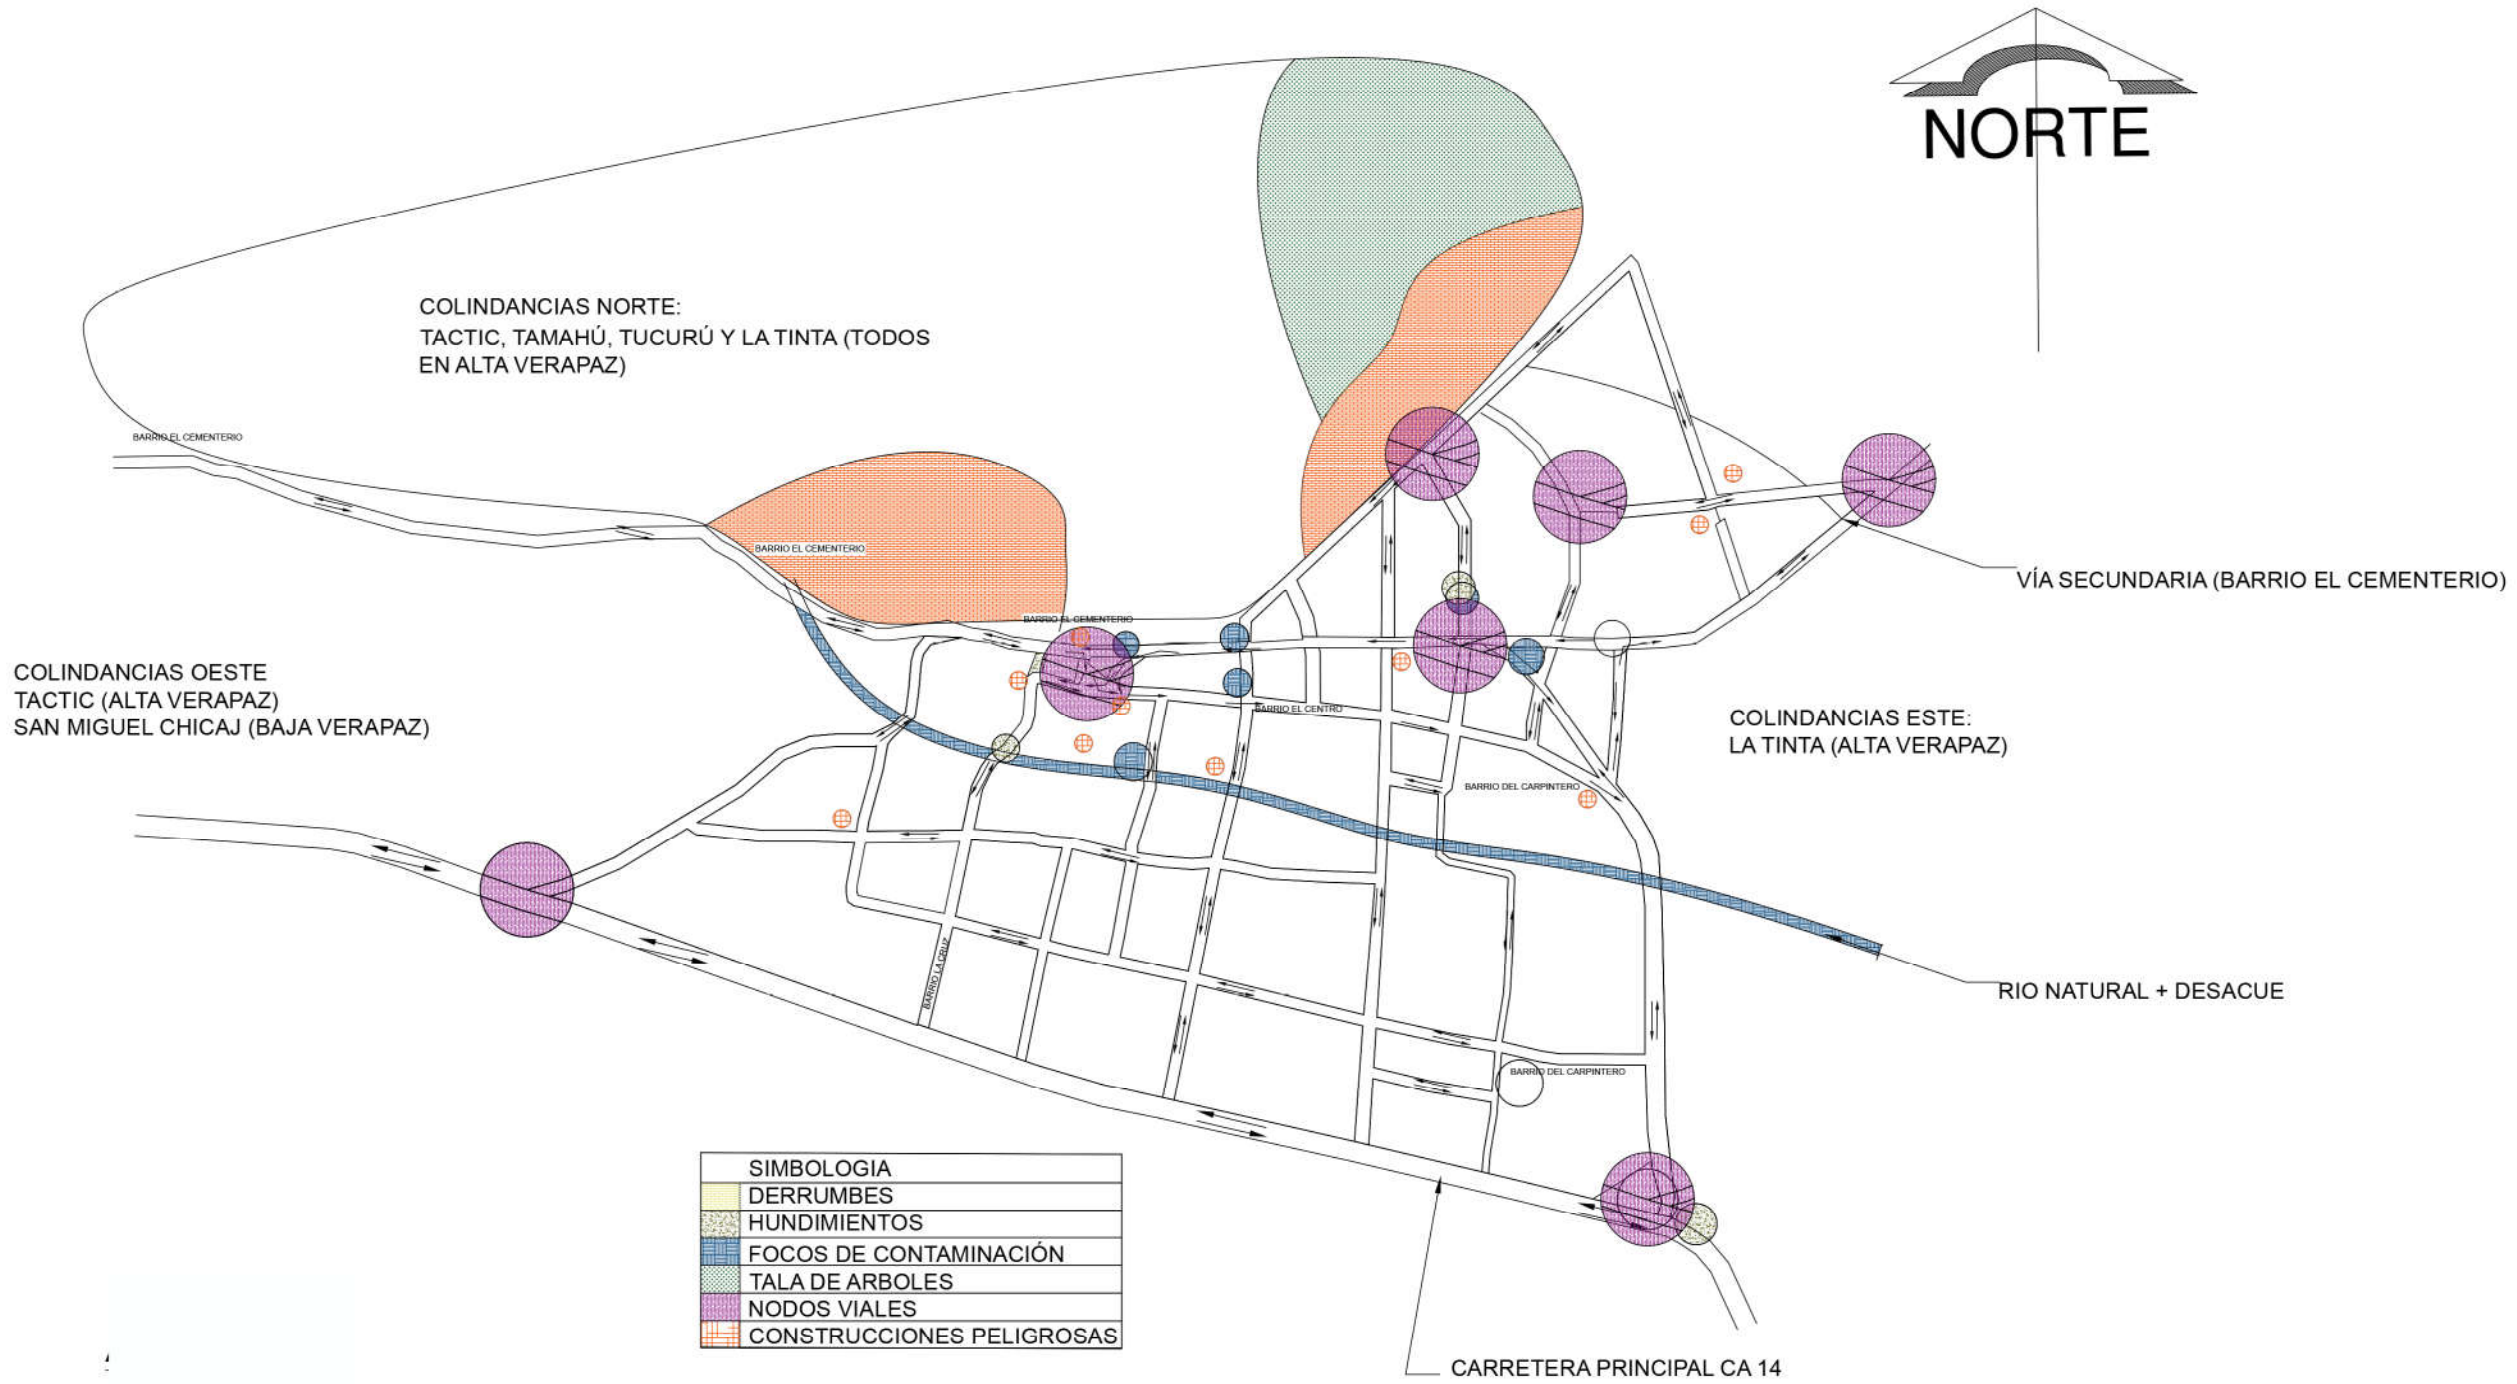 NORTE
COLINDANCIAS NORTE:
TACTIC, TAMAHÚ, TUCURÚ Y LA TINTA (TODOS
EN ALTA VERAPAZ)
BARRIO EL CEMENTERIO
BARRIO EL CEMENTERIO
VÍA SECUNDARIA (BARRIO EL CEMENTERIO)
BARRIO EL CEMENTERIO
COLINDANCIAS OESTE
TACTIC (ALTA VERAPAZ)
SAN MIGUEL CHICAJ (BAJA VERAPAZ)
BARRIO EL CENTRO
COLINDANCIAS ESTE:
LA TINTA (ALTA VERAPAZ)
BARRIO DEL CARPINTERO
BARRIO LA CRUZ
RIO NATURAL + DESACUE
BARRIO DEL CARPINTERO
SIMBOLOGIA
DERRUMBES
HUNDIMIENTOS
FOCOS DE CONTAMINACIÓN
TALA DE ARBOLES
NODOS VIALES
CONSTRUCCIONES PELIGROSAS
CARRETERA PRINCIPAL CA 14